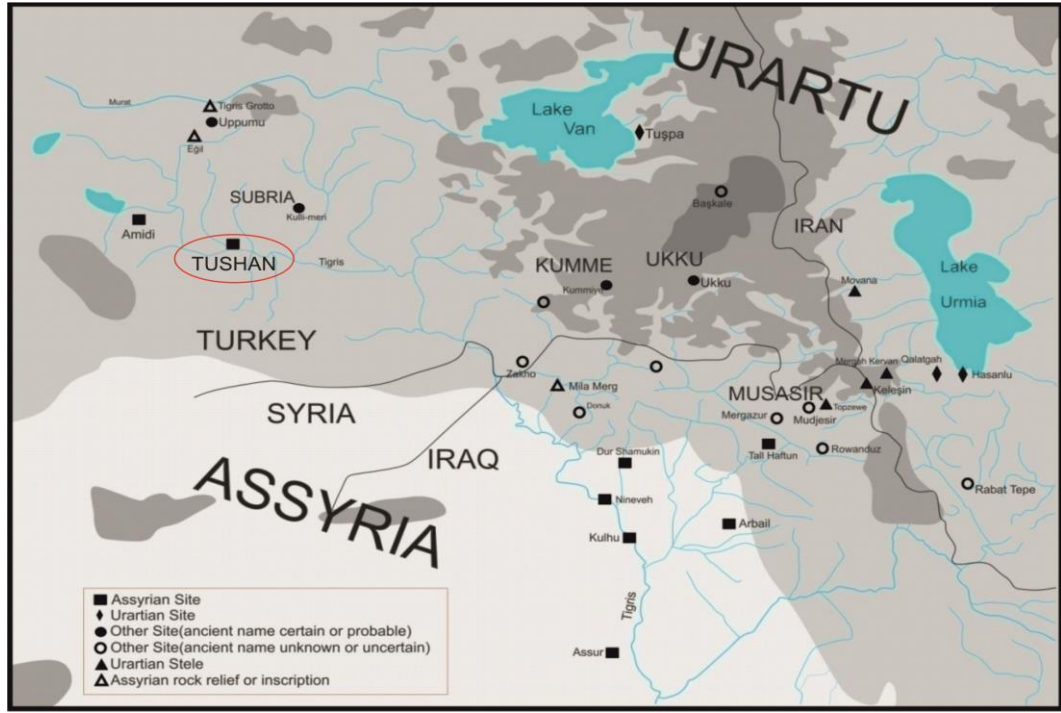 URARTU
Murat
Tigris Grotto
Uppumu
Eğil
Lake
Van
Tuşpa
SUBRIA
Kulli-meri
Başkale
Amidi
TUSHAN
Tigris
IRAN
KUMME
UKKU
Kummiye
Ukku
Movana
Lake
Urmia
TURKEY
Zakho
Mila Merg
Donuk
Mergah Kervan
Qalatgah
Hasanlu
Keleşin
MUSASIR
Topzewe
Mergazur
Mudjesir
SYRIA
IRAQ
Tall Haftun
Rowanduz
Rabat Tepe
Dur Shamukin
ASSYRIA
Nineveh
Kulhu
Arbail
Tigris
Assur
Assyrian Site
Urartian Site
Other Site(ancient name certain or probable)
Other Site(ancient name unknown or uncertain)
Urartian Stele
Assyrian rock relief or inscription